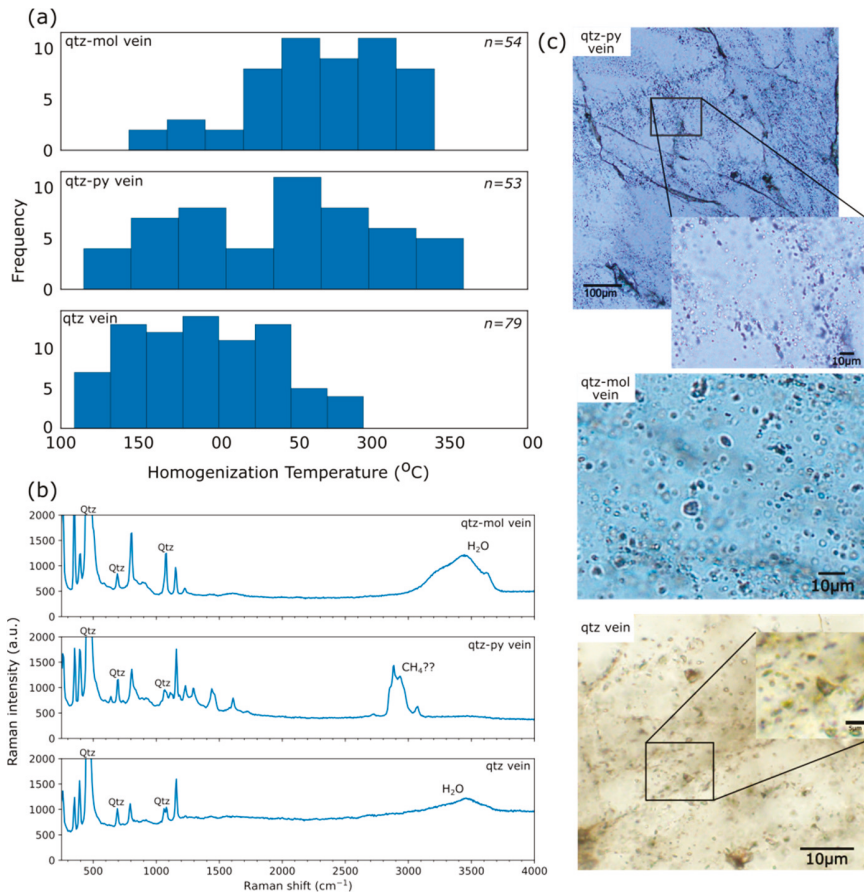 (a)
qtz-mol vein
n=54
10
5
0
qtz-py vein
n=53
10
5
0
qtz vein
n=79
10
5
0
Frequency
100 150 00 50 300 350 00
Homogenization Temperature (⁰C)
(b)
2000
1500
1000
500
0
Qtz
Qtz
Qtz
H₂O
qtz-mol vein
2000
1500
1000
500
0
Qtz
Qtz
Qtz
CH₄??
qtz-py vein
2000
1500
1000
500
0
Qtz
Qtz
Qtz
H₂O
qtz vein
Raman intensity (a.u.)
500 1000 1500 2000 2500 3000 3500 4000
Raman shift (cm⁻¹)
(c)
qtz-py
vein
100µm
10µm
qtz-mol
vein
10µm
qtz vein
10µm